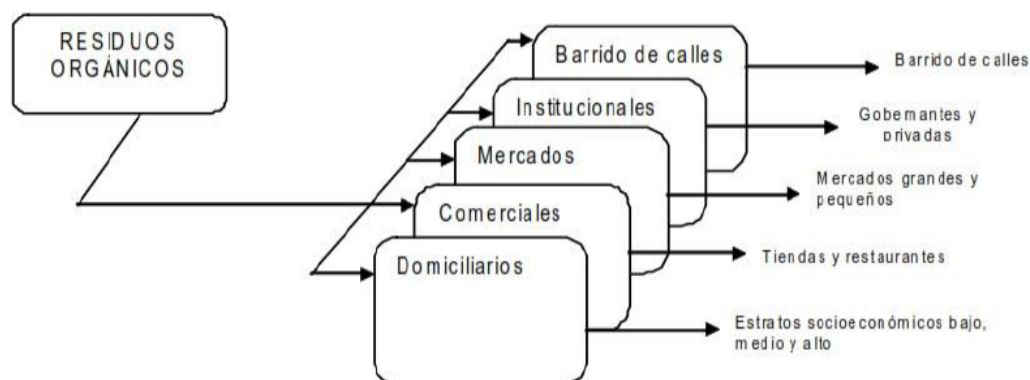 RESIDUOS
ORGÁNICOS
Barrido de calles
Barrido de calles
Institucionales
Gobernantes y
privadas
Mercados
Mercados grandes y
pequeños
Comerciales
Tiendas y restaurantes
Domiciliarios
Estratos socioeconómicos bajo,
medio y alto